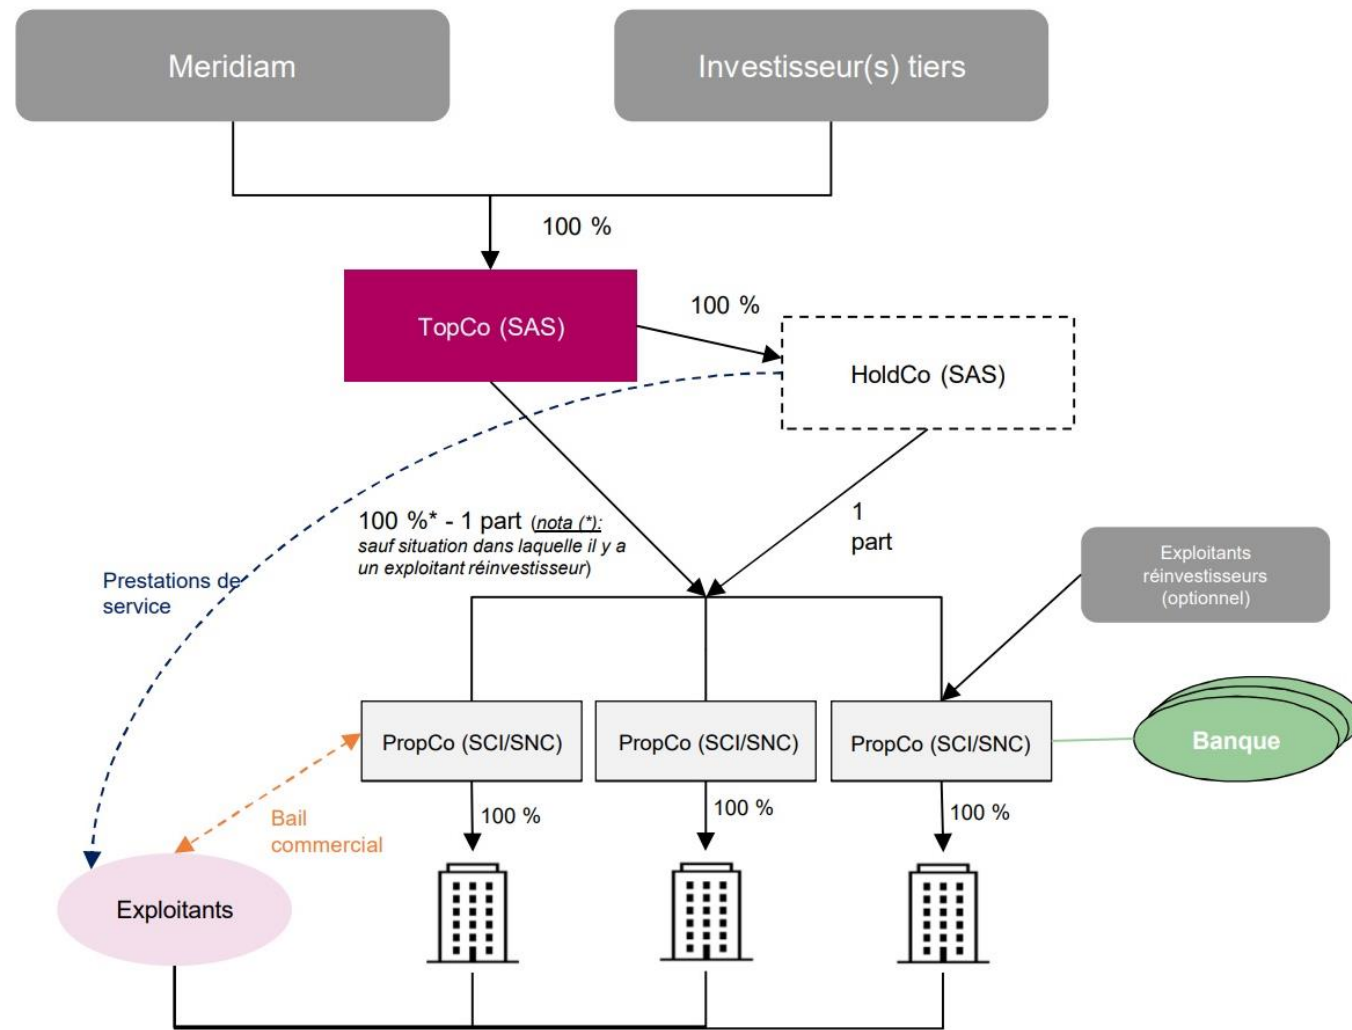 Meridiam
Investisseur(s) tiers
100 %
TopCo (SAS)
100 %
HoldCo (SAS)
100 %* - 1 part (nota (*):
sauf situation dans laquelle il y a
un exploitant réinvestisseur)
1
part
Exploitants
réinvestisseurs
(optionnel)
Prestations de
service
PropCo (SCI/SNC)
PropCo (SCI/SNC)
PropCo (SCI/SNC)
Banque
Bail
commercial
100 %
100 %
100 %
Exploitants